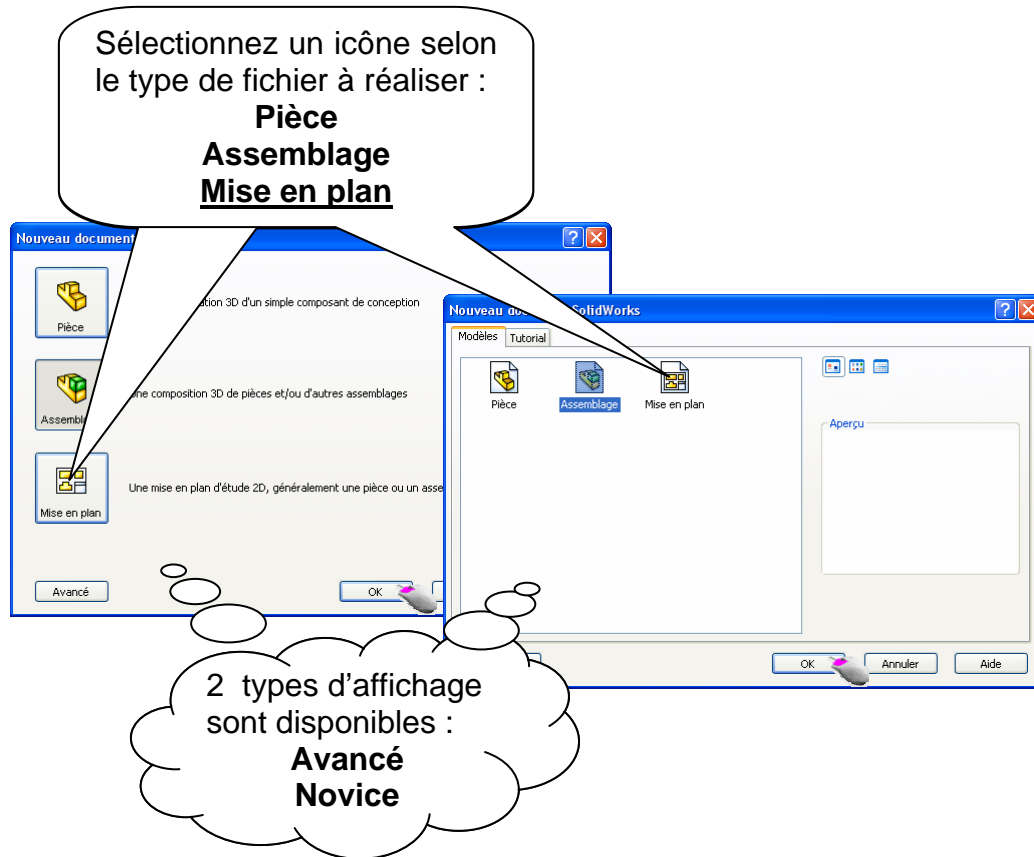 Sélectionnez un icône selon
le type de fichier à réaliser :
Pièce
Assemblage
Mise en plan
Nouveau document
Pièce
3D d'un simple composant de conception
Assembla
Une composition 3D de pièces et/ou d'autres assemblages
Mise en plan
Une mise en plan d'étude 2D, généralement une pièce ou un asse
Avancé
OK
Nouveau SolidWorks
Modèles
Tutorial
Pièce
Assemblage
Mise en plan
Aperçu
OK
Annuler
Aide
2 types d’affichage
sont disponibles :
Avancé
Novice